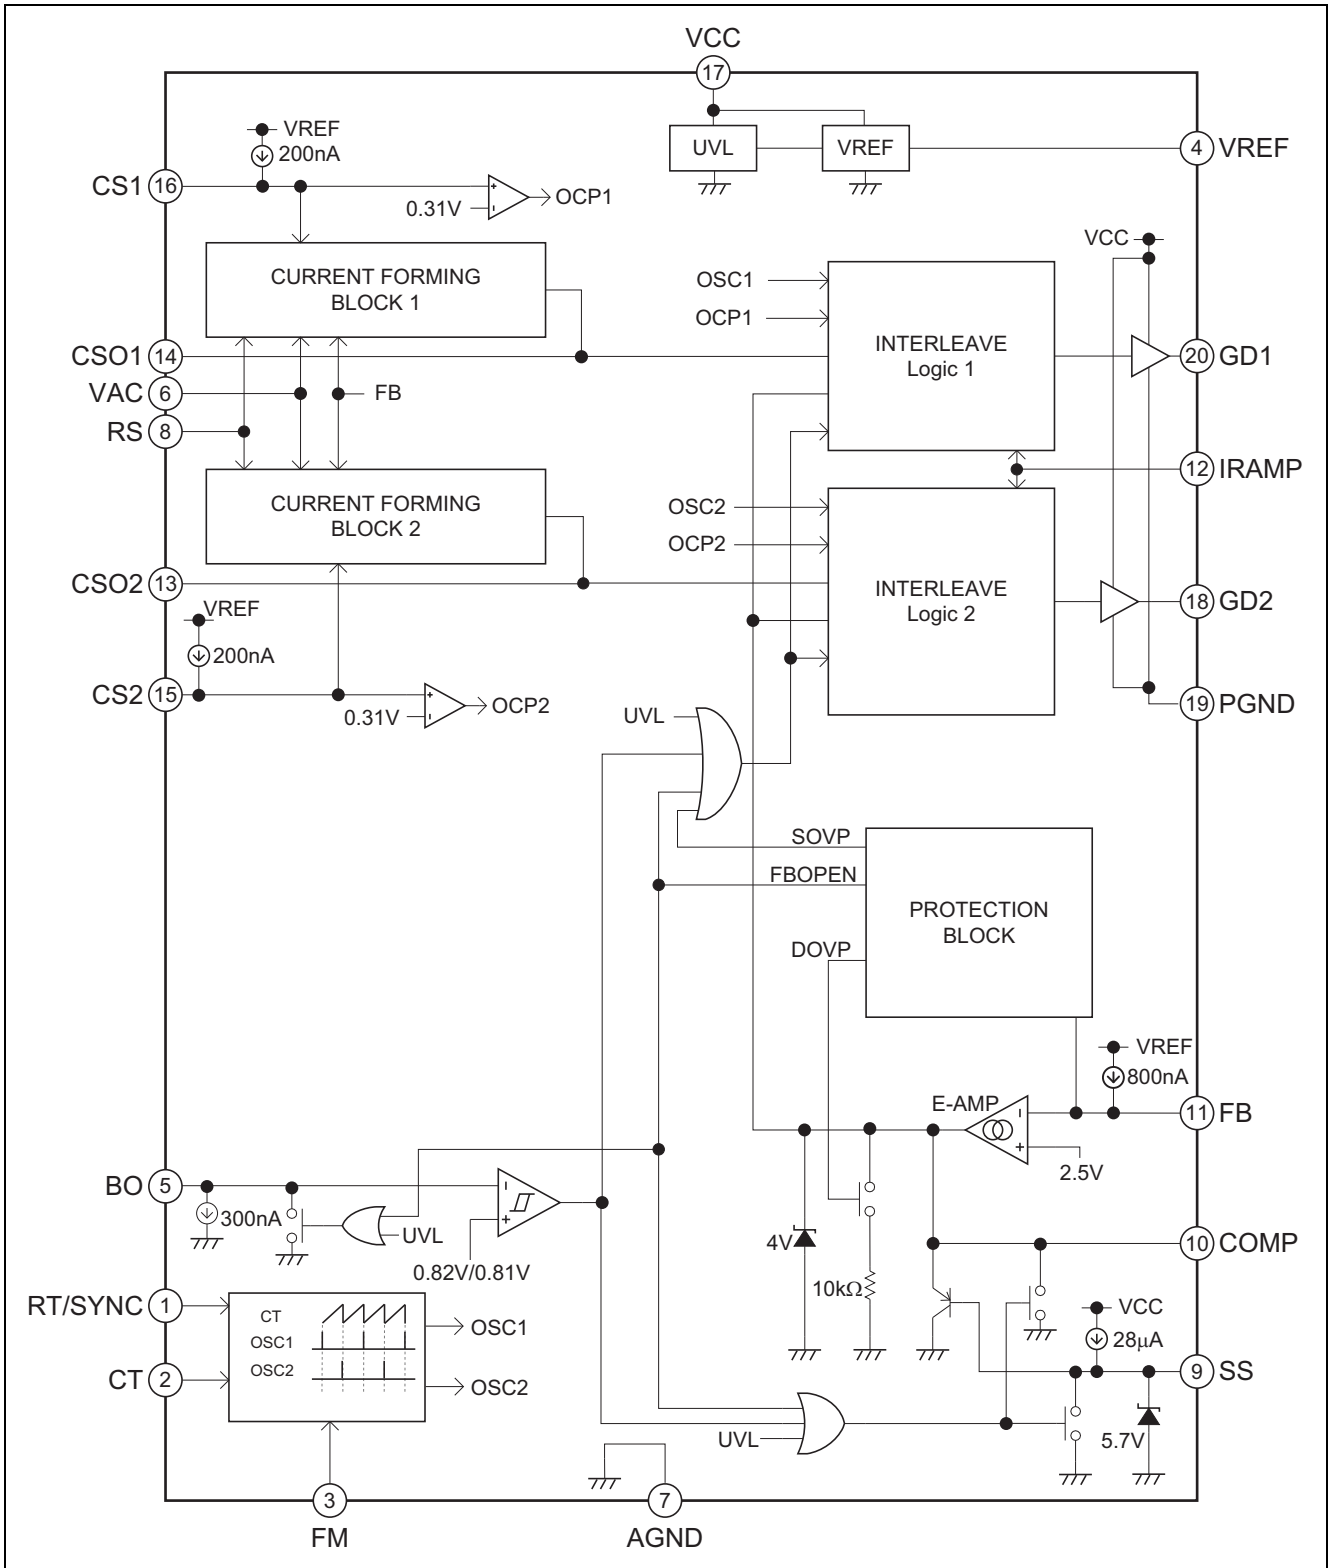 VCC
17
VREF
200nA
UVL
VREF
4
VREF
CS1
16
0.31V
OCP1
VCC
CURRENT FORMING
BLOCK 1
OSC1
OCP1
INTERLEAVE
Logic 1
20
GD1
CSO1
14
VAC
6
FB
RS
8
12
IRAMP
CURRENT FORMING
BLOCK 2
OSC2
OCP2
INTERLEAVE
Logic 2
CSO2
13
18
GD2
VREF
200nA
CS2
15
0.31V
OCP2
19
PGND
UVL
SOVP
FBOPEN
PROTECTION
BLOCK
DOVP
VREF
800nA
E-AMP
11
FB
2.5V
BO
5
300nA
UVL
0.82V/0.81V
4V
10kΩ
10
COMP
RT/SYNC
1
CT
OSC1
OSC2
OSC1
OSC2
VCC
28μA
CT
2
9
SS
UVL
5.7V
3
FM
7
AGND